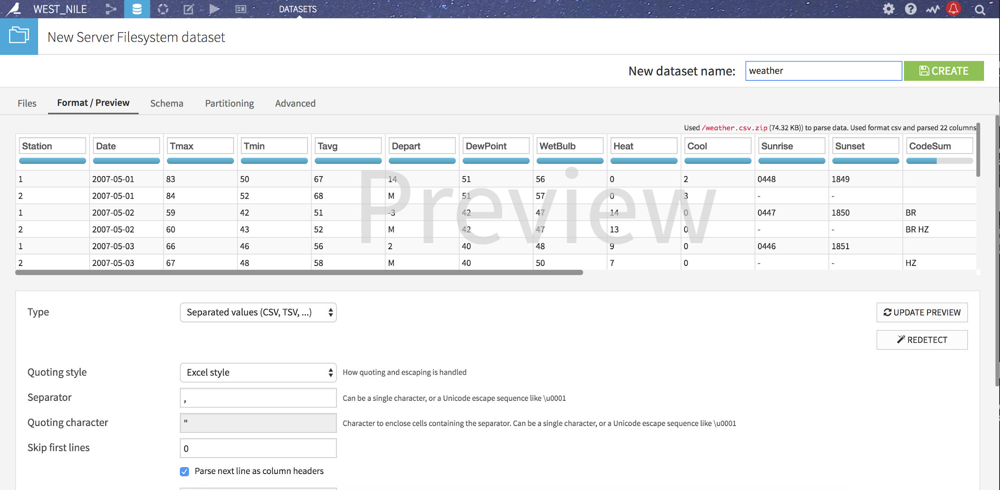 WEST_NILE DATASETS
New Server Filesystem dataset
New dataset name: weather CREATE
Files Format / Preview Schema Partitioning Advanced
Used /weather.csv.zip (74.32 KB)) to parse data. Used format csv and parsed 22 columns
Station Date Tmax Tmin Tavg Depart DewPoint WetBulb Heat Cool Sunrise Sunset CodeSum
1 2007-05-01 83 50 67 14 51 56 0 2 0448 1849
2 2007-05-01 84 52 68 M 51 57 0 3 - -
1 2007-05-02 59 42 51 -3 42 47 14 0 0447 1850 BR
2 2007-05-02 60 43 52 M 42 47 13 0 - - BR HZ
1 2007-05-03 66 46 56 2 40 48 9 0 0446 1851
2 2007-05-03 67 48 58 M 40 50 7 0 - - HZ
Preview
Type Separated values (CSV, TSV, ...) UPDATE PREVIEW
REDETECT
Quoting style Excel style How quoting and escaping is handled
Separator , Can be a single character, or a Unicode escape sequence like \u0001
Quoting character " Character to enclose cells containing the separator. Can be a single character, or a Unicode escape sequence like \u0001
Skip first lines 0
Parse next line as column headers